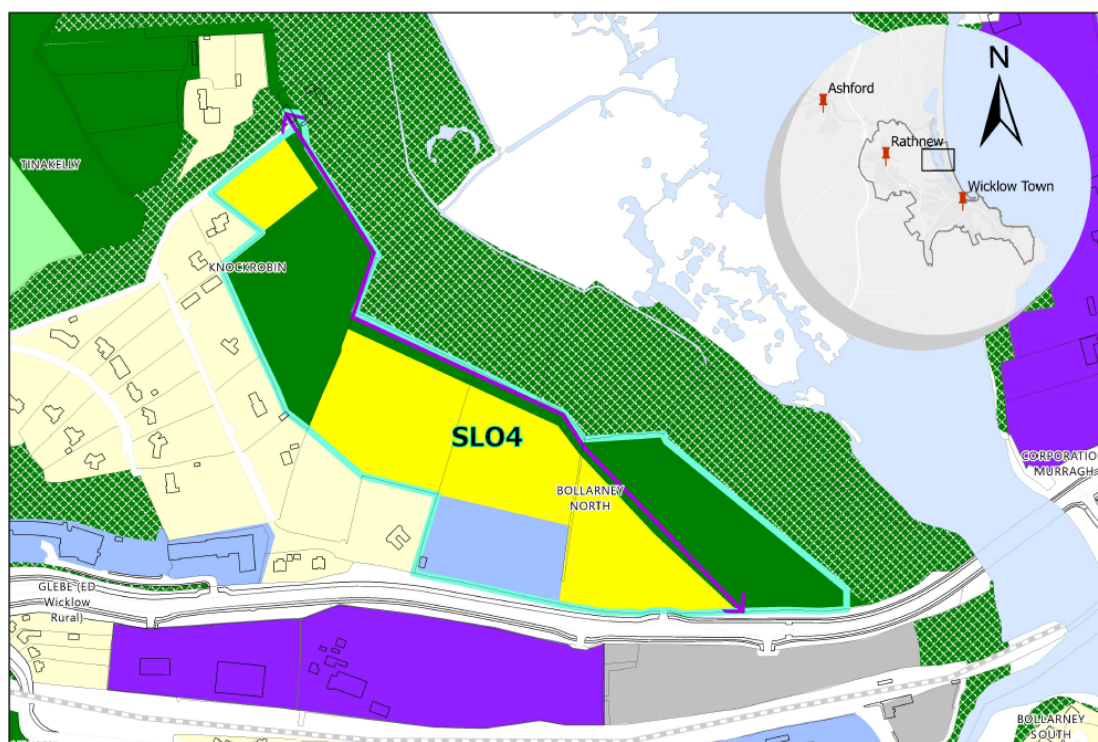 N
Ashford
Rathnew
Wicklow Town
TINAKELLY
KNOCKROBIN
SLO4
BOLLARNEY
NORTH
CORPORATIO
MURRAGH
GLEBE (ED
Wicklow
Rural)
BOLLARNEY
SOUTH